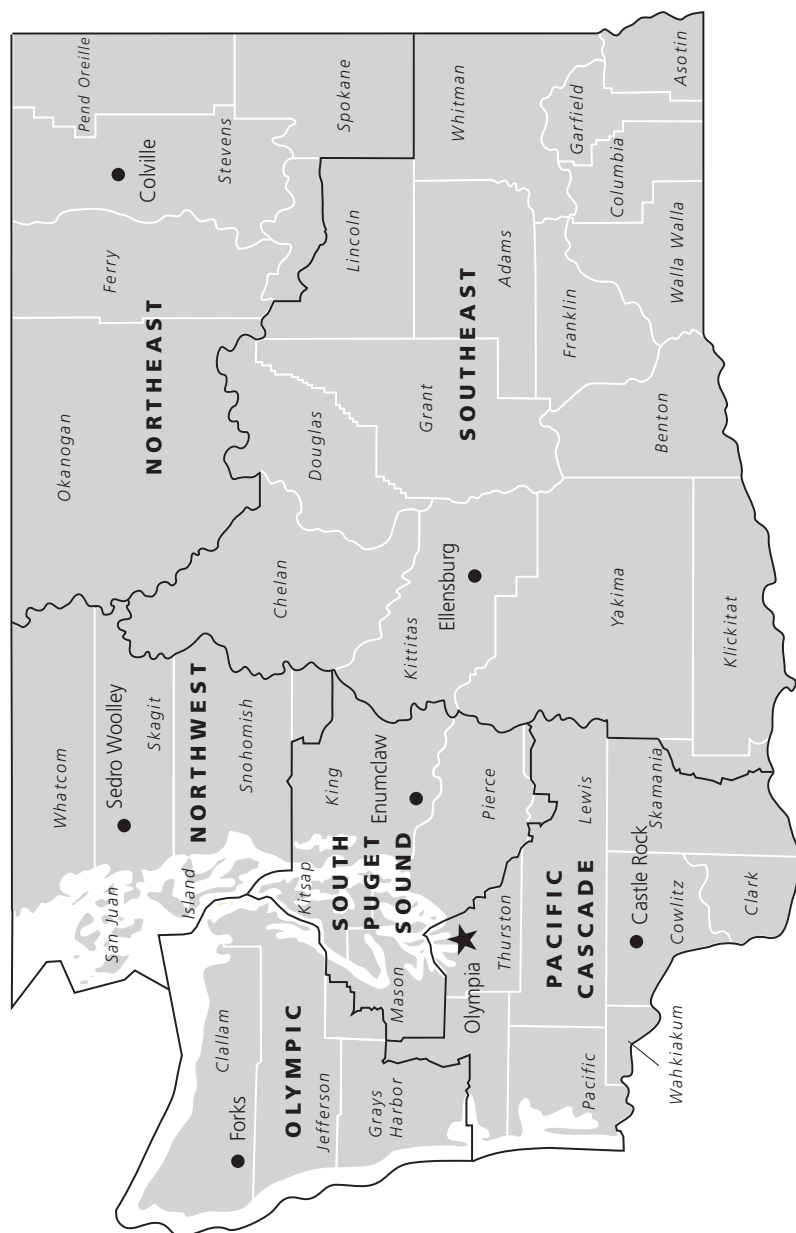 Whatcom
San Juan
Sedro Woolley
Skagit
Island
NORTHWEST
Snohomish
Okanogan
NORTHEAST
Ferry
Pend Oreille
Colville
Stevens
Spokane
Clallam
Forks
OLYMPIC
Jefferson
Grays
Harbor
Kitsap
SOUTH
PUGET
SOUND
King
Enumclaw
Mason
Pierce
Chelan
Douglas
Kittitas
Ellensburg
Grant
SOUTHEAST
Lincoln
Adams
Whitman
Olympia
Thurston
PACIFIC
CASCADE
Lewis
Pacific
Wahkiakum
Castle Rock
Cowlitz
Skamania
Clark
Yakima
Klickitat
Benton
Franklin
Walla Walla
Columbia
Garfield
Asotin